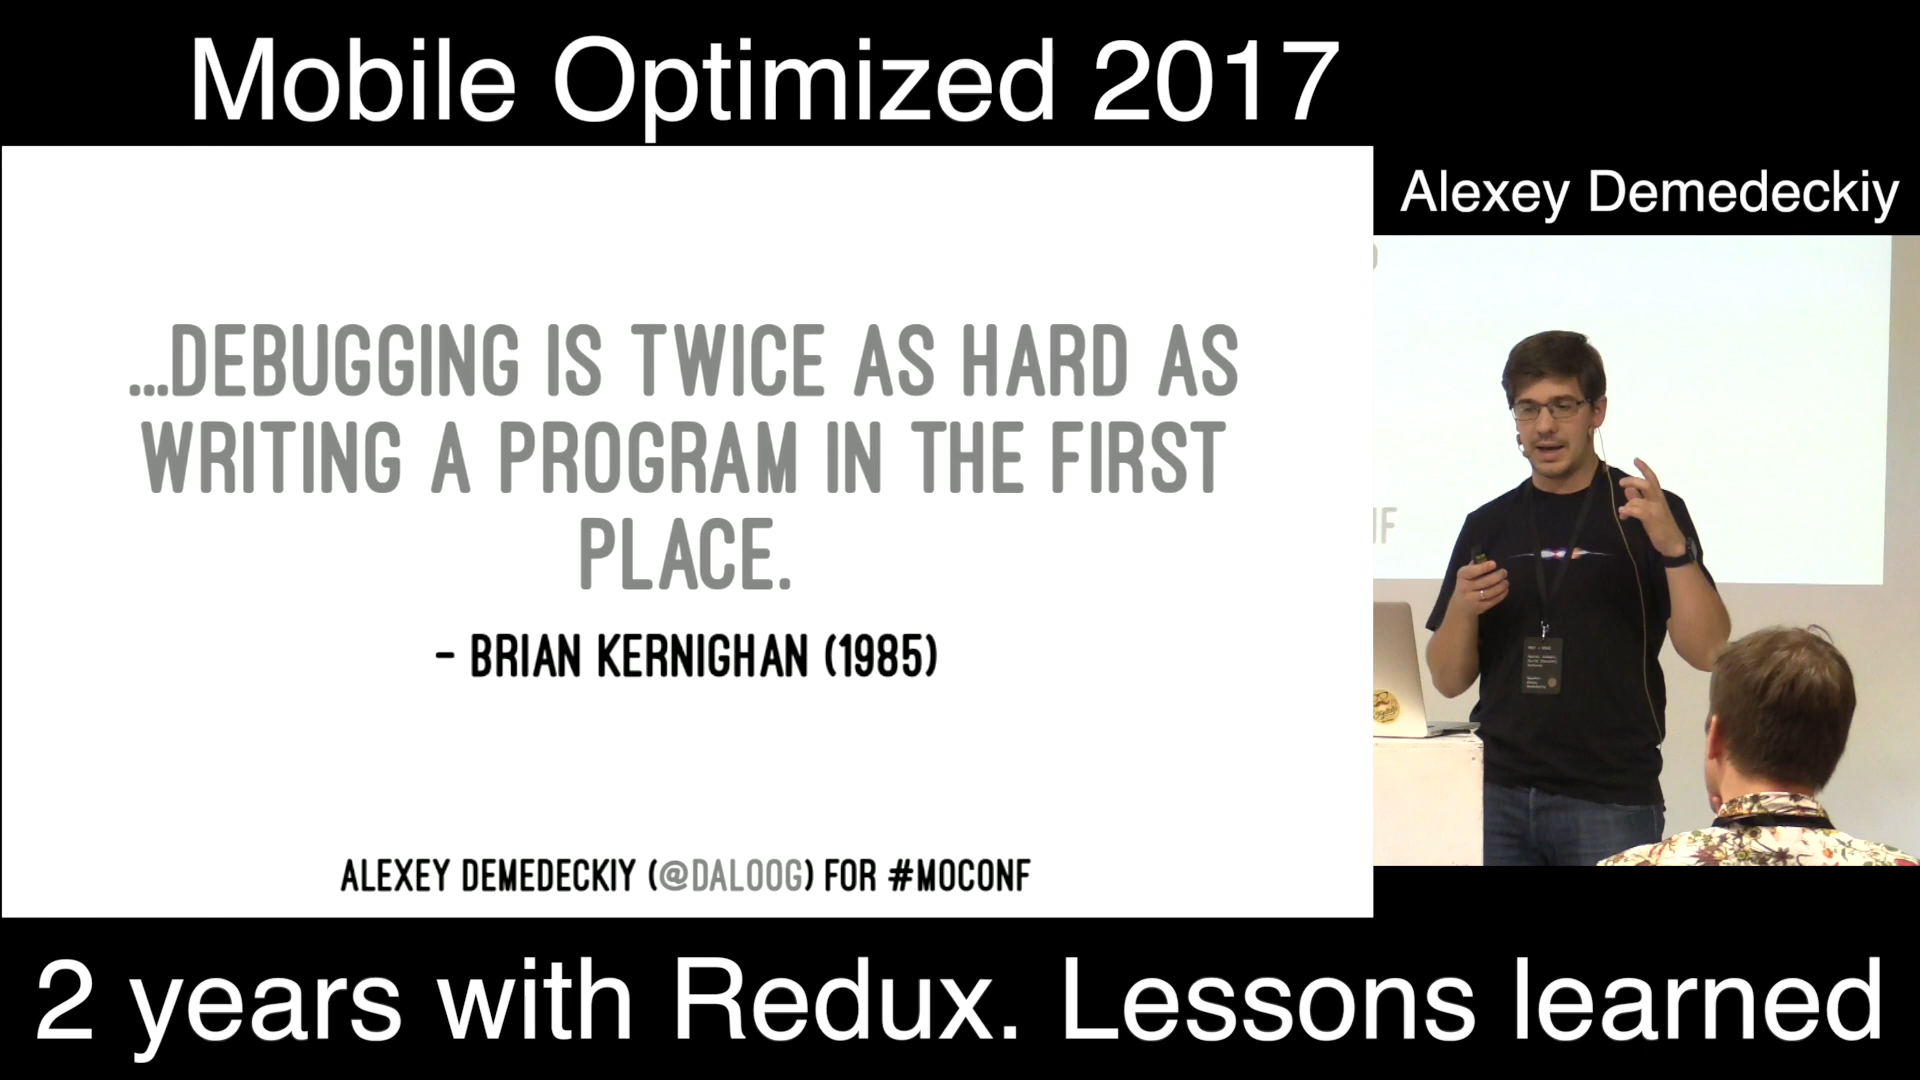 Mobile Optimized 2017
Alexey Demedeckiy
...DEBUGGING IS TWICE AS HARD AS
WRITING A PROGRAM IN THE FIRST
PLACE.
- BRIAN KERNIGHAN (1985)
ALEXEY DEMEDECKIY (@DALOOG) FOR #MOCONF
2 years with Redux. Lessons learned